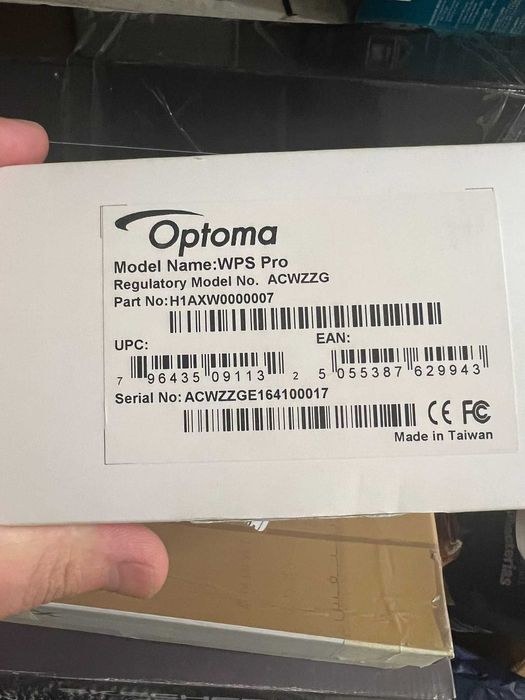 Optoma
Model Name:WPS Pro
Regulatory Model No. ACWZZG
Part No:H1AXW0000007
UPC: EAN:
7 96435 09113 2 5 055387 629943
Serial No: ACWZZGE164100017
CE FC
Made in Taiwan
batteries